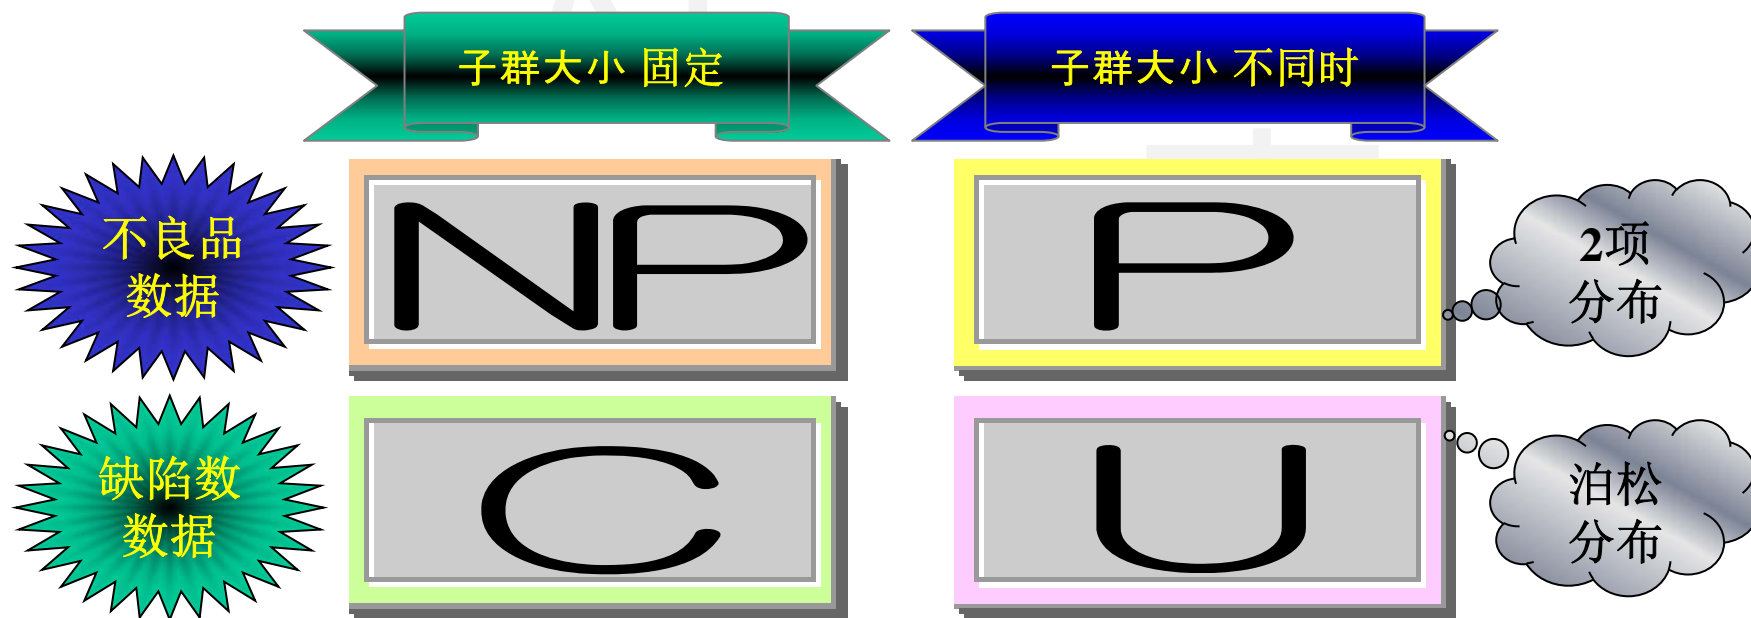 子群大小 固定
子群大小 不同时
不良品
数据
NP
P
2项
分布
缺陷数
数据
C
U
泊松
分布